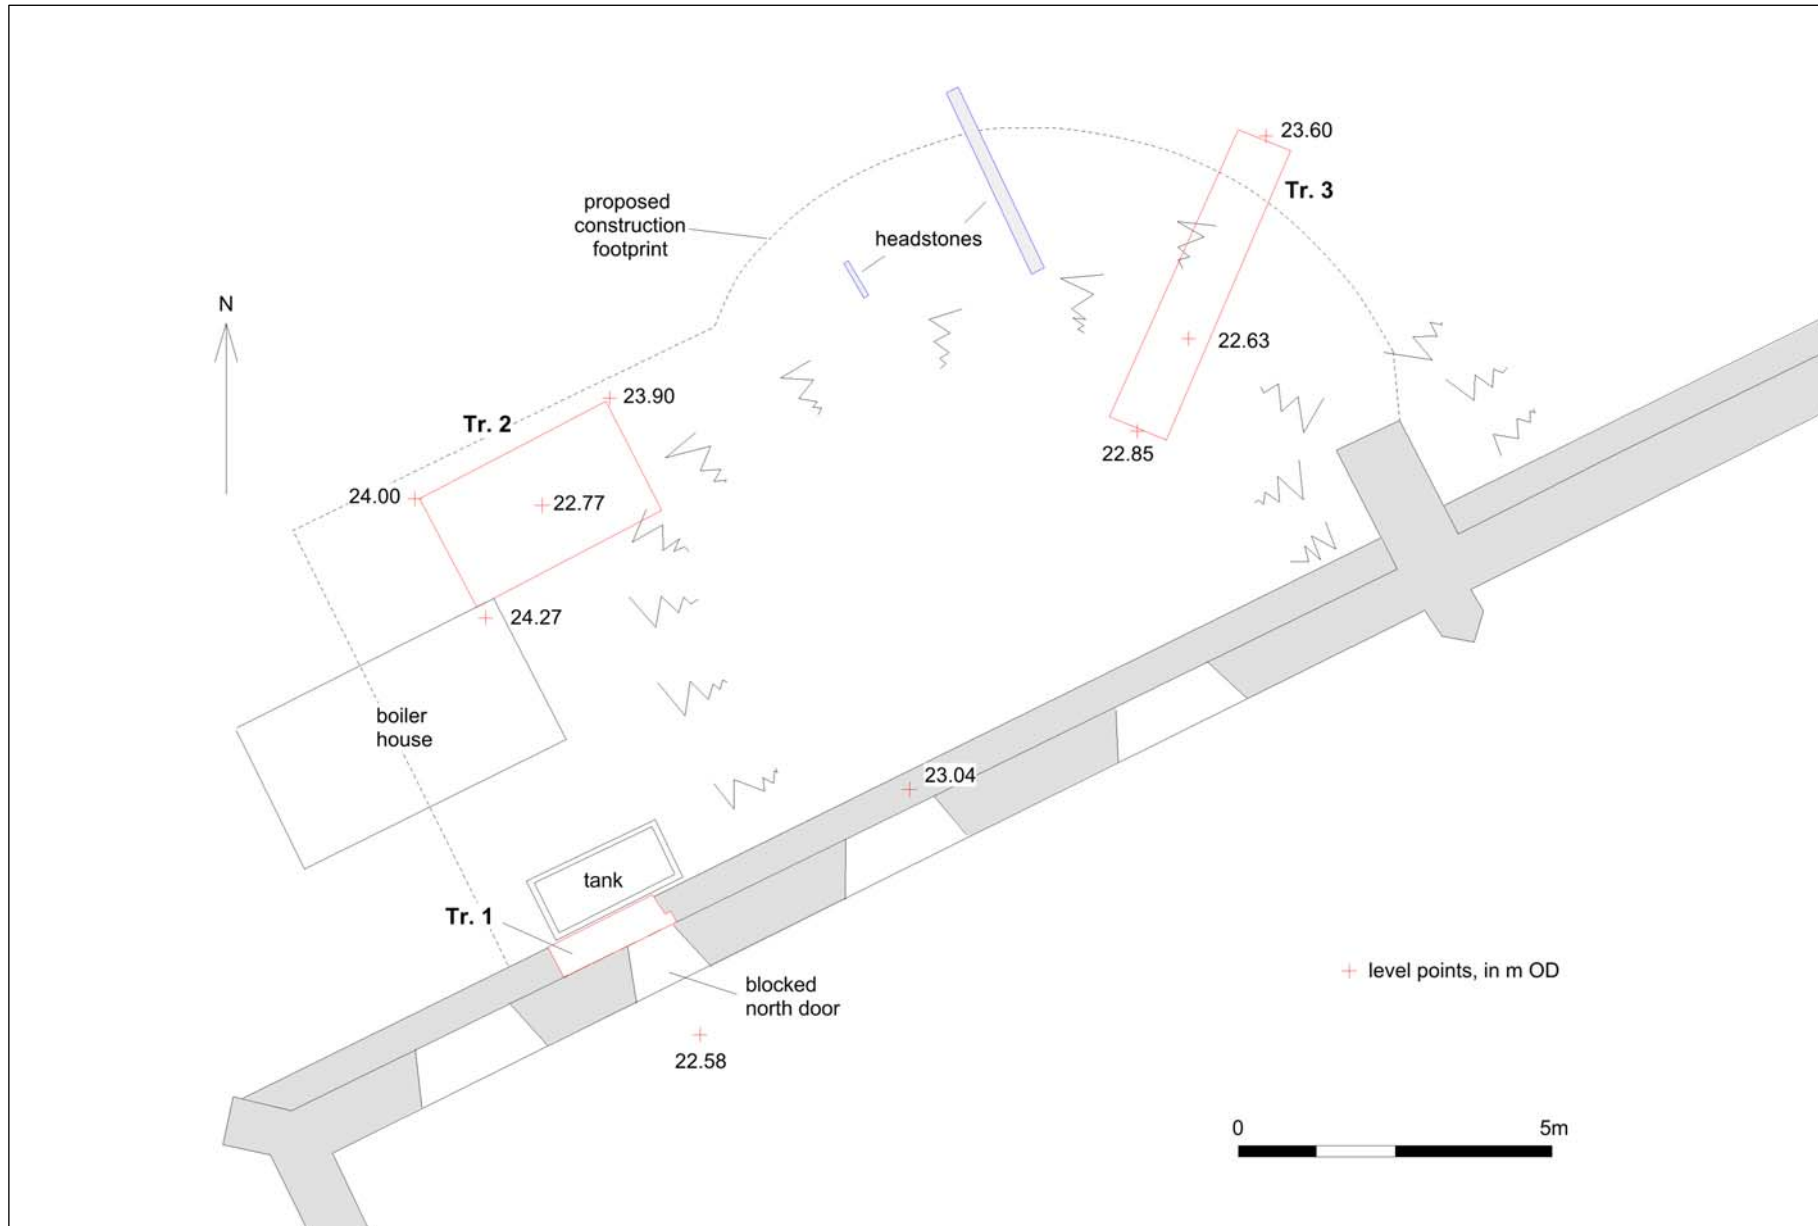 23.60
Tr. 3
proposed
construction
footprint
headstones
N
22.63
23.90
Tr. 2
22.85
24.00
22.77
24.27
boiler
house
23.04
tank
Tr. 1
level points, in m OD
blocked
north door
22.58
0 5m